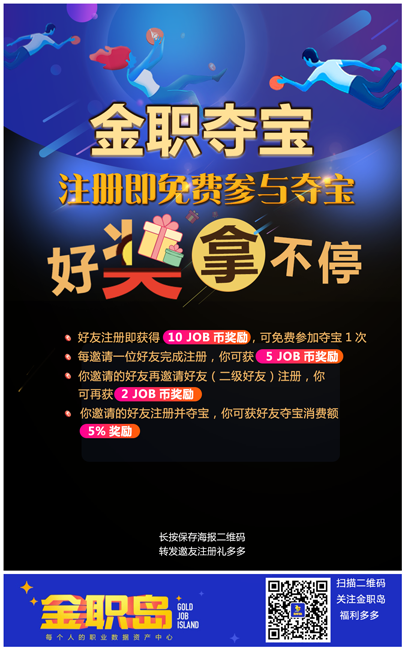 金职夺宝
注册即免费参与夺宝
好奖拿不停
好友注册即获得 10 JOB 币奖励，可免费参加夺宝 1 次
每邀请一位好友完成注册，你可获 5 JOB 币奖励
你邀请的好友再邀请好友（二级好友）注册，你
可再获 2 JOB 币奖励
你邀请的好友注册并夺宝，你可获好友夺宝消费额
5% 奖励
长按保存海报二维码
转发邀友注册礼多多
金职岛
GOLD
JOB
ISLAND
每个人的职业数据资产中心
扫描二维码
关注金职岛
福利多多